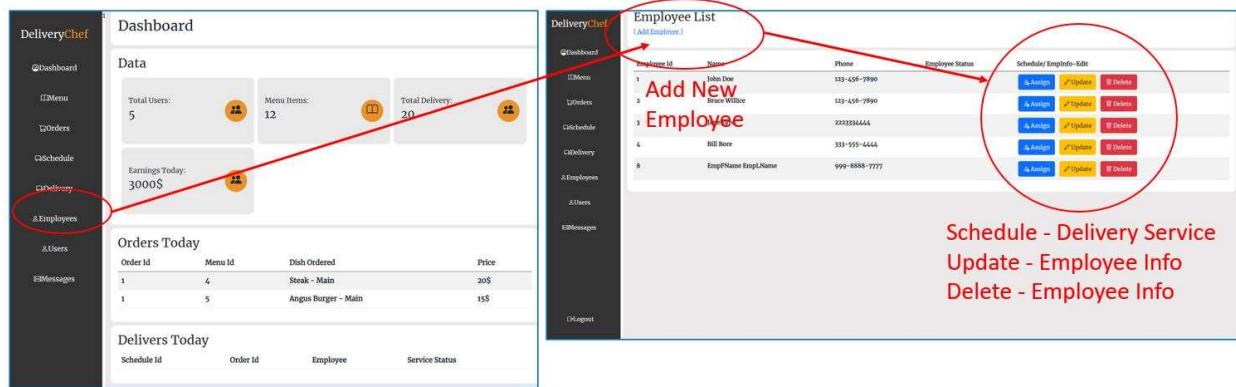 DeliveryChef
Dashboard
Menu
Orders
Schedule
Delivery
Employees
Users
Messages
1
Dashboard
Data
Total Users:
5
Menu Items:
12
Total Delivery:
20
Earnings Today:
3000$
Orders Today
Order Id Menu Id Dish Ordered Price
1 4 Steak - Main 20$
1 5 Angus Burger - Main 15$
Delivers Today
Schedule Id Order Id Employee Service Status
DeliveryChef
Dashboard
Menu
Orders
Schedule
Delivery
Employees
Users
Messages
Logout
Employee List
[ Add Employee ]
Employee Id Name Phone Employee Status Schedule/ EmpInfo-Edit
1 John Doe 123-456-7890 Assign Update Delete
2 Bruce Willice 123-456-7890 Assign Update Delete
3 2223334444 Assign Update Delete
4 Bill Bore 333-555-4444 Assign Update Delete
8 EmpFName EmpLName 999-8888-7777 Assign Update Delete
Add New
Employee
Schedule - Delivery Service
Update - Employee Info
Delete - Employee Info